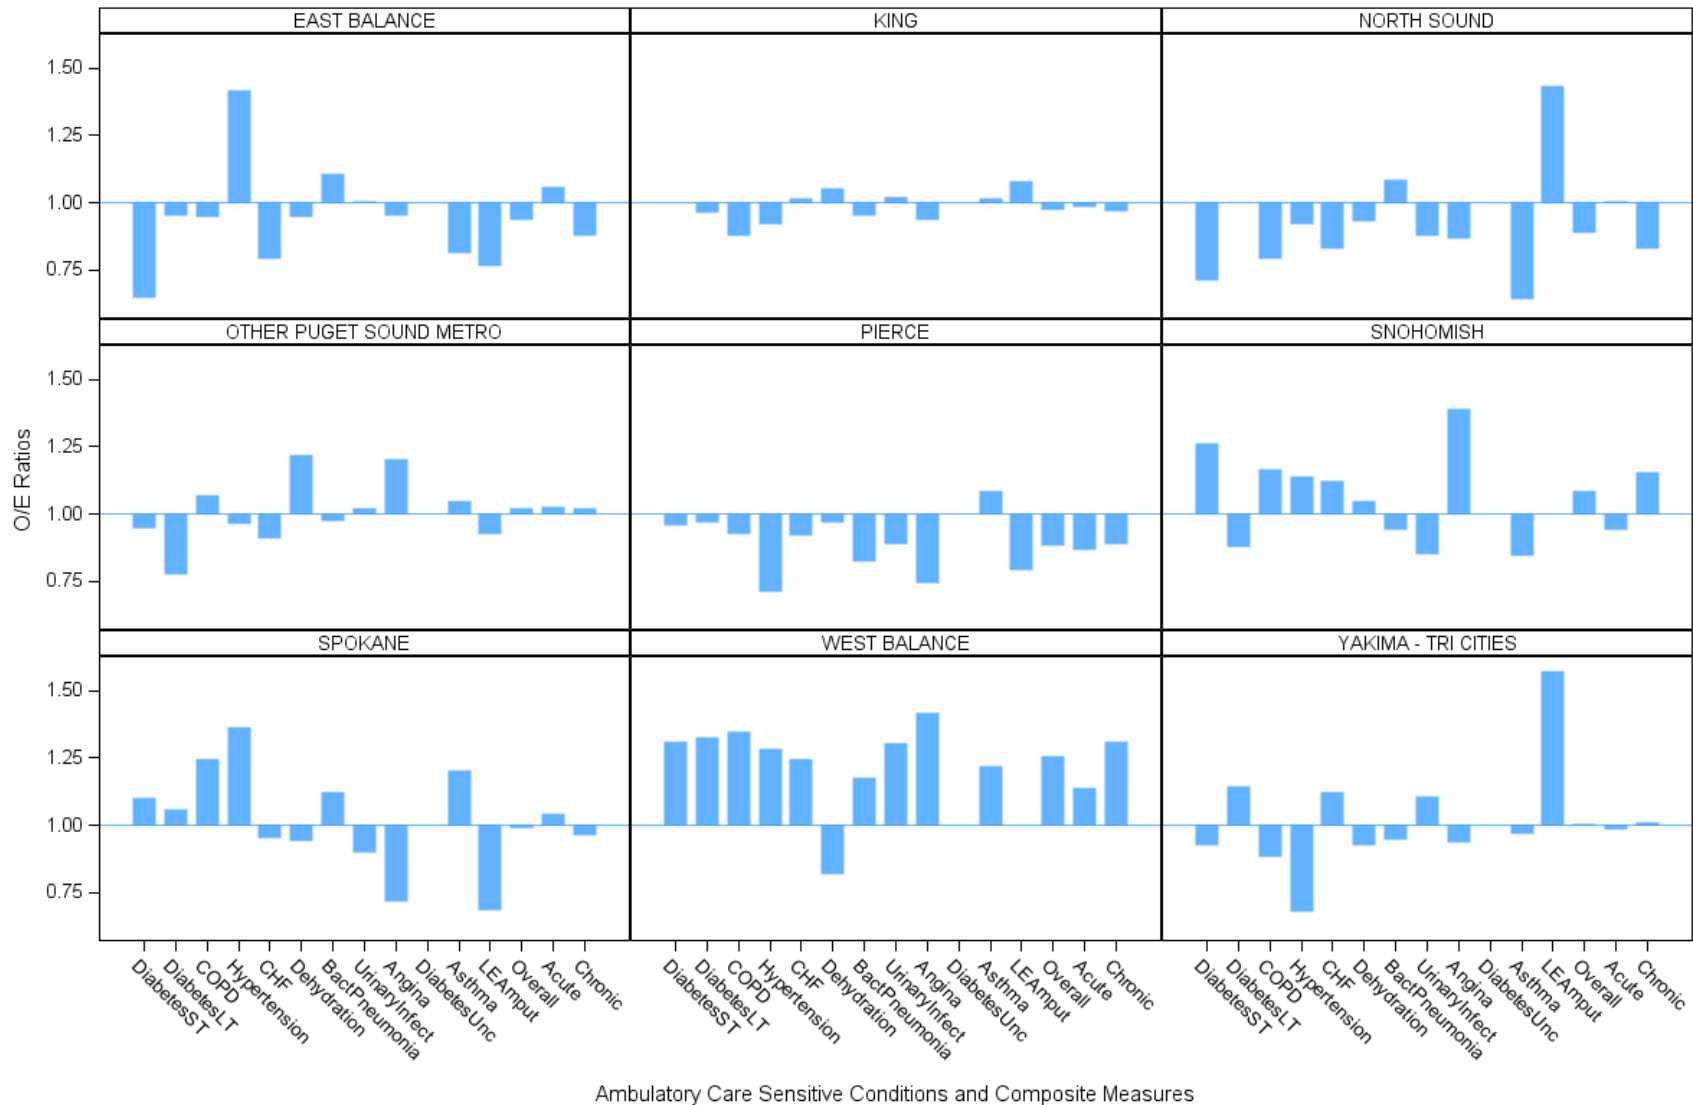 EAST BALANCE
KING
NORTH SOUND
1.50
1.25
1.00
0.75
OTHER PUGET SOUND METRO
PIERCE
SNOHOMISH
1.50
1.25
1.00
0.75
O/E Ratios
SPOKANE
WEST BALANCE
YAKIMA - TRI CITIES
1.50
1.25
1.00
0.75
DiabetesST
DiabetesLT
COPD
Hypertension
CHF
Dehydration
BactPneumonia
UrinaryInfect
Angina
DiabetesUnc
Asthma
LEAmput
Overall
Acute
Chronic
DiabetesST
DiabetesLT
COPD
Hypertension
CHF
Dehydration
BactPneumonia
UrinaryInfect
Angina
DiabetesUnc
Asthma
LEAmput
Overall
Acute
Chronic
DiabetesST
DiabetesLT
COPD
Hypertension
CHF
Dehydration
BactPneumonia
UrinaryInfect
Angina
DiabetesUnc
Asthma
LEAmput
Overall
Acute
Chronic
Ambulatory Care Sensitive Conditions and Composite Measures